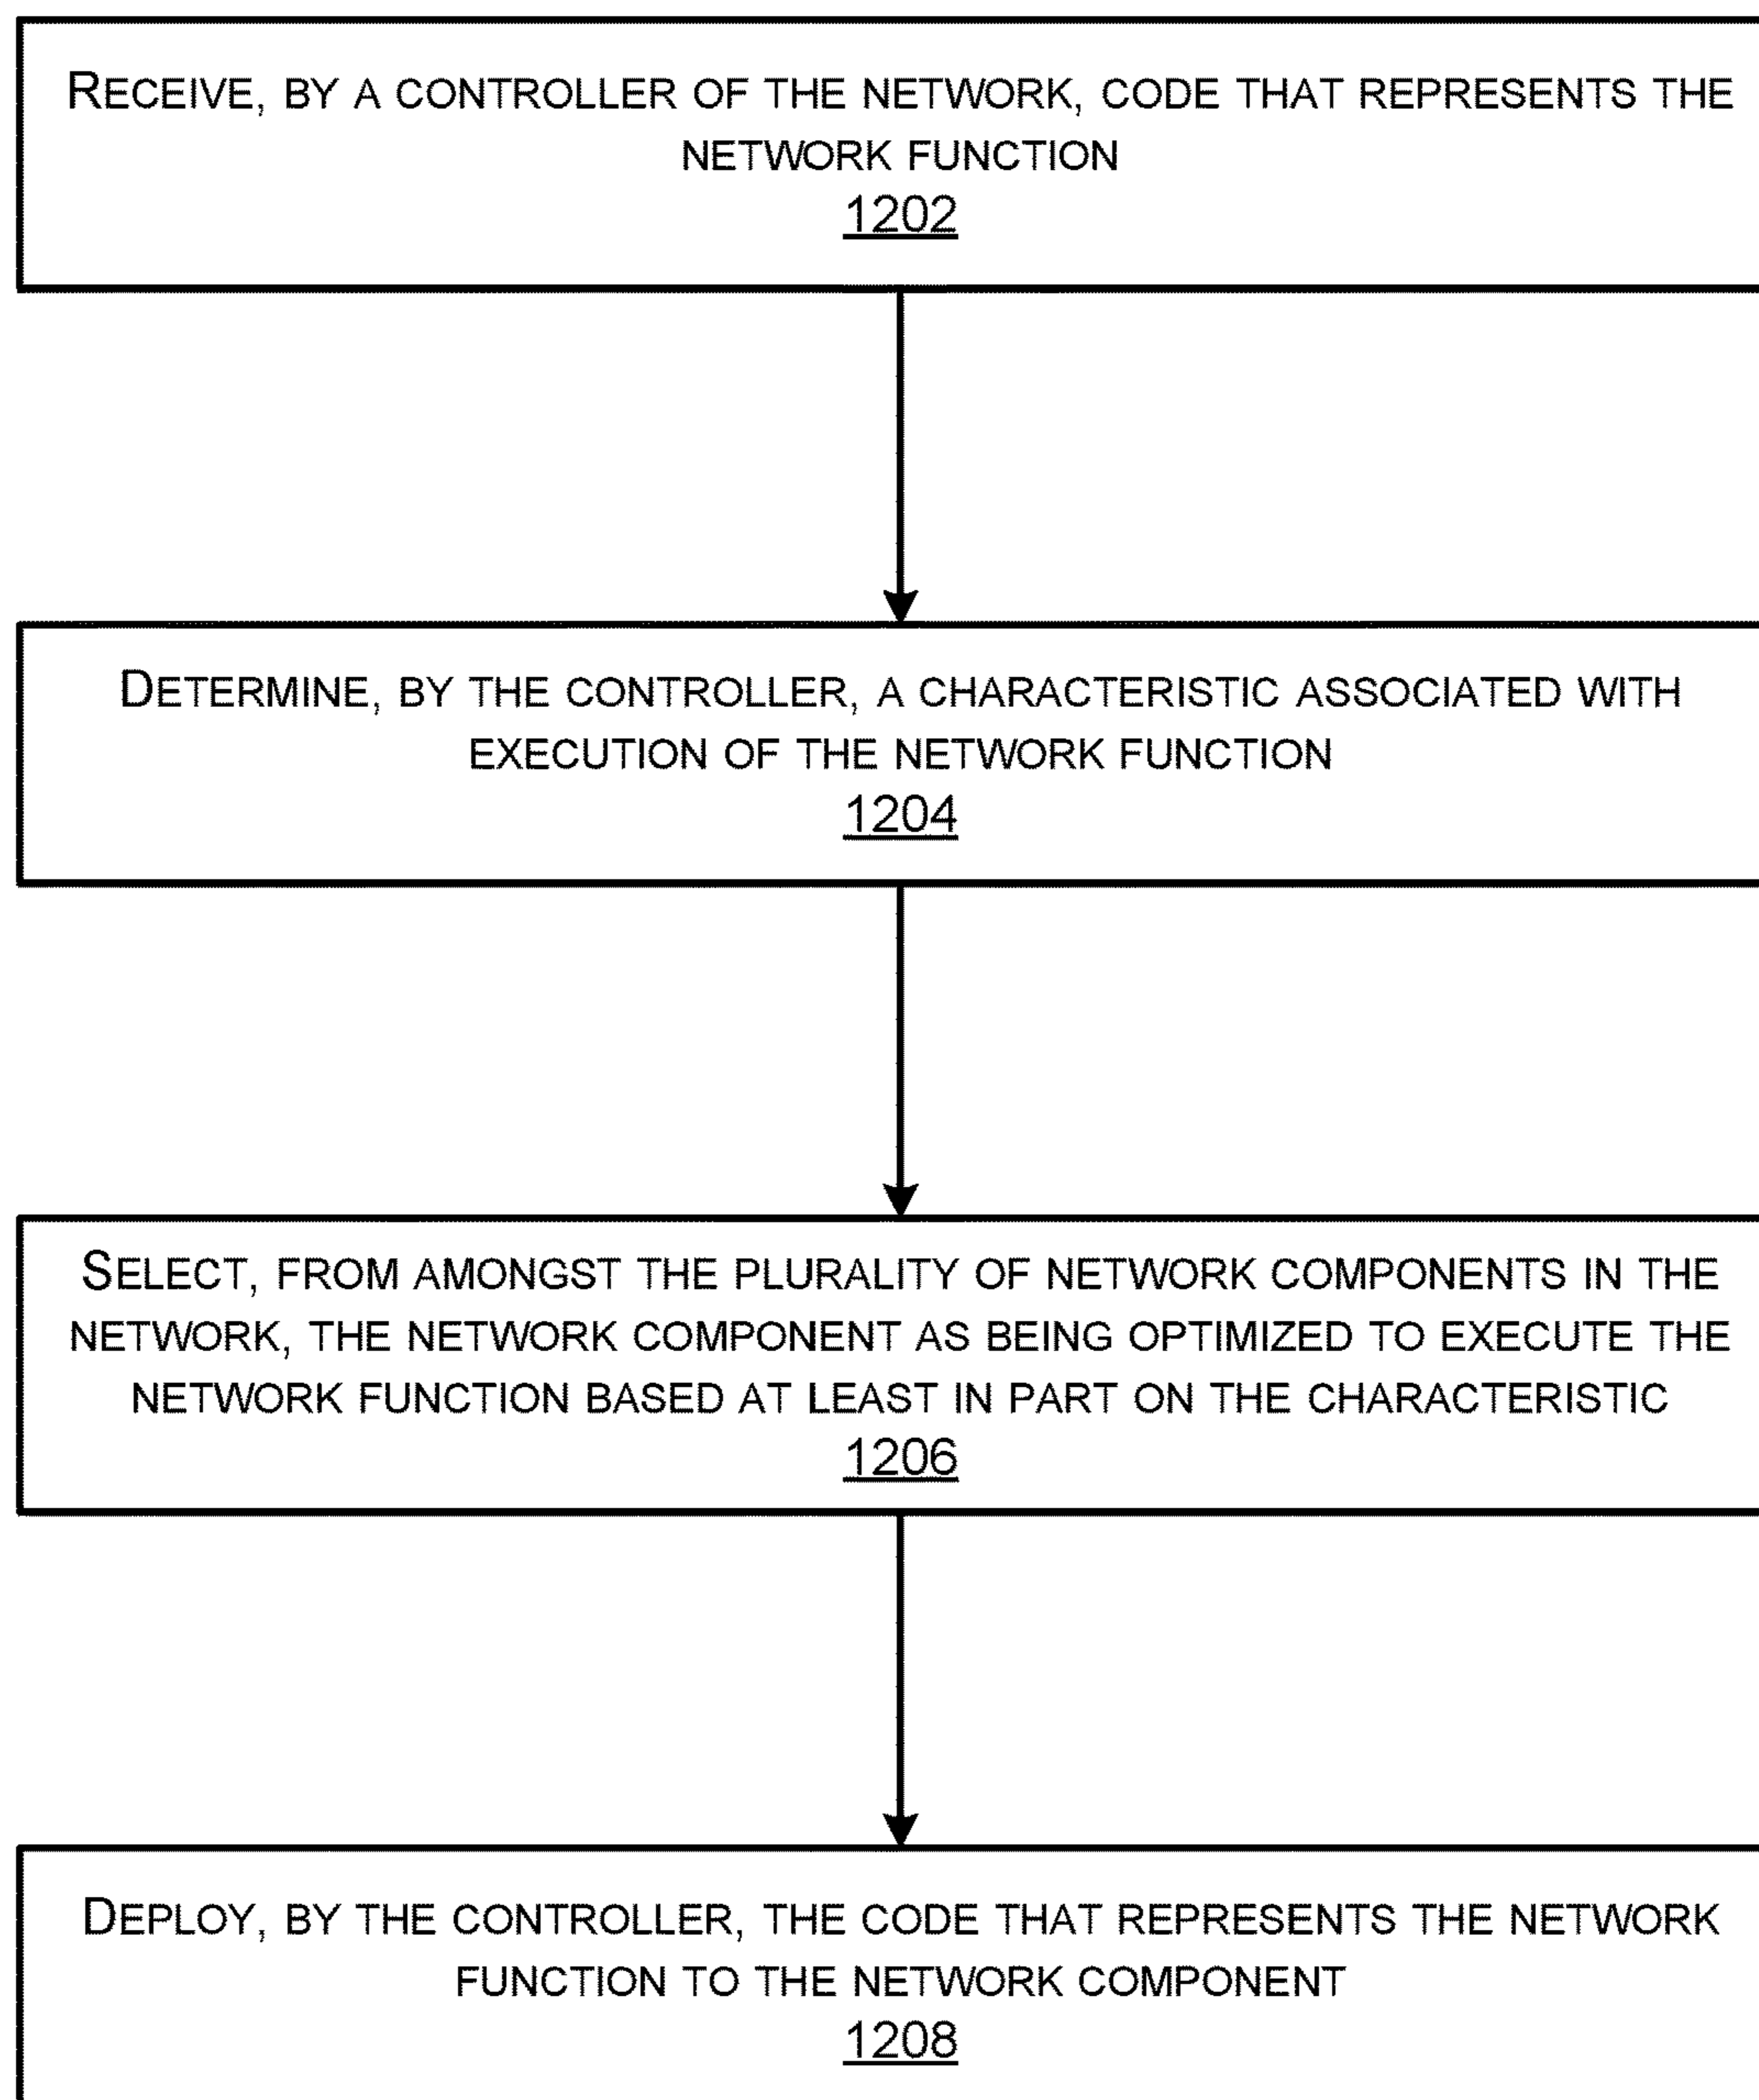 RECEIVE, BY A CONTROLLER OF THE NETWORK, CODE THAT REPRESENTS THE
NETWORK FUNCTION
1202
DETERMINE, BY THE CONTROLLER, A CHARACTERISTIC ASSOCIATED WITH
EXECUTION OF THE NETWORK FUNCTION
1204
SELECT, FROM AMONGST THE PLURALITY OF NETWORK COMPONENTS IN THE
NETWORK, THE NETWORK COMPONENT AS BEING OPTIMIZED TO EXECUTE THE
NETWORK FUNCTION BASED AT LEAST IN PART ON THE CHARACTERISTIC
1206
DEPLOY, BY THE CONTROLLER, THE CODE THAT REPRESENTS THE NETWORK
FUNCTION TO THE NETWORK COMPONENT
1208